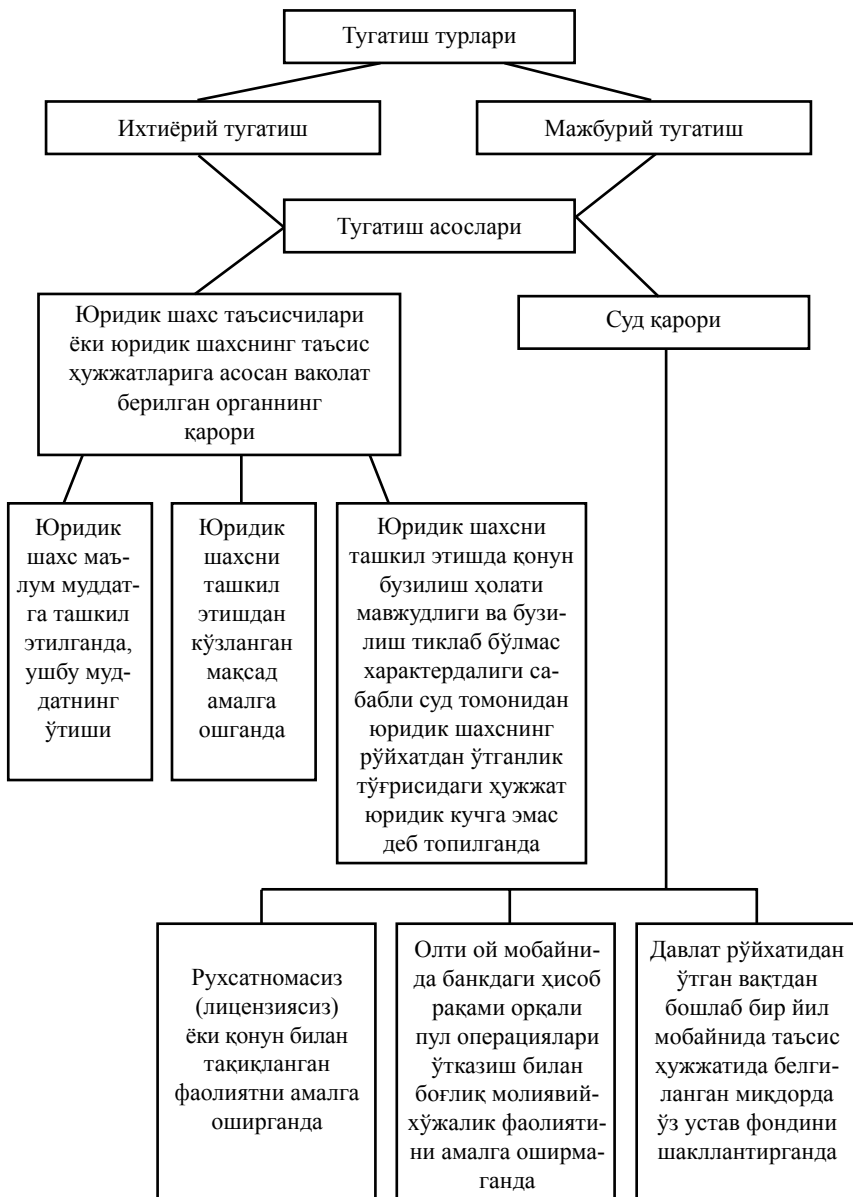 Тугатиш турлари
Ихтиёрий тугатиш
Мажбурий тугатиш
Тугатиш асослари
Юридик шахс таъсисчилари
ёки юридик шахснинг таъсис
ҳужжатларига асосан ваколат
берилган органнинг
қарори
Суд қарори
Юридик
шахс маъ-
лум муддат-
га ташкил
этилганда,
ушбу муд-
датнинг
ўтиши
Юридик
шахсни
ташкил
этишдан
кўзланган
мақсад
амалга
ошганда
Юридик шахсни
ташкил этишда қонун
бузилиш ҳолати
мавжудлиги ва бузи-
лиш тиклаб бўлмас
характердалиги са-
бабли суд томонидан
юридик шахснинг
рўйхатдан ўтганлик
тўғрисидаги ҳужжат
юридик кучга эмас
деб топилганда
Рухсатномасиз
(лицензиясиз)
ёки қонун билан
тақиқланган
фаолиятни амалга
оширганда
Олти ой мобайни-
да банкдаги ҳисоб
рақами орқали
пул операциялари
ўтказиш билан
боғлиқ молиявий-
хўжалик фаолияти-
ни амалга оширма-
ганда
Давлат рўйхатидан
ўтган вақтдан
бошлаб бир йил
мобайнида таъсис
ҳужжатида белги-
ланган миқдорда
ўз устав фондини
шакллантирганда